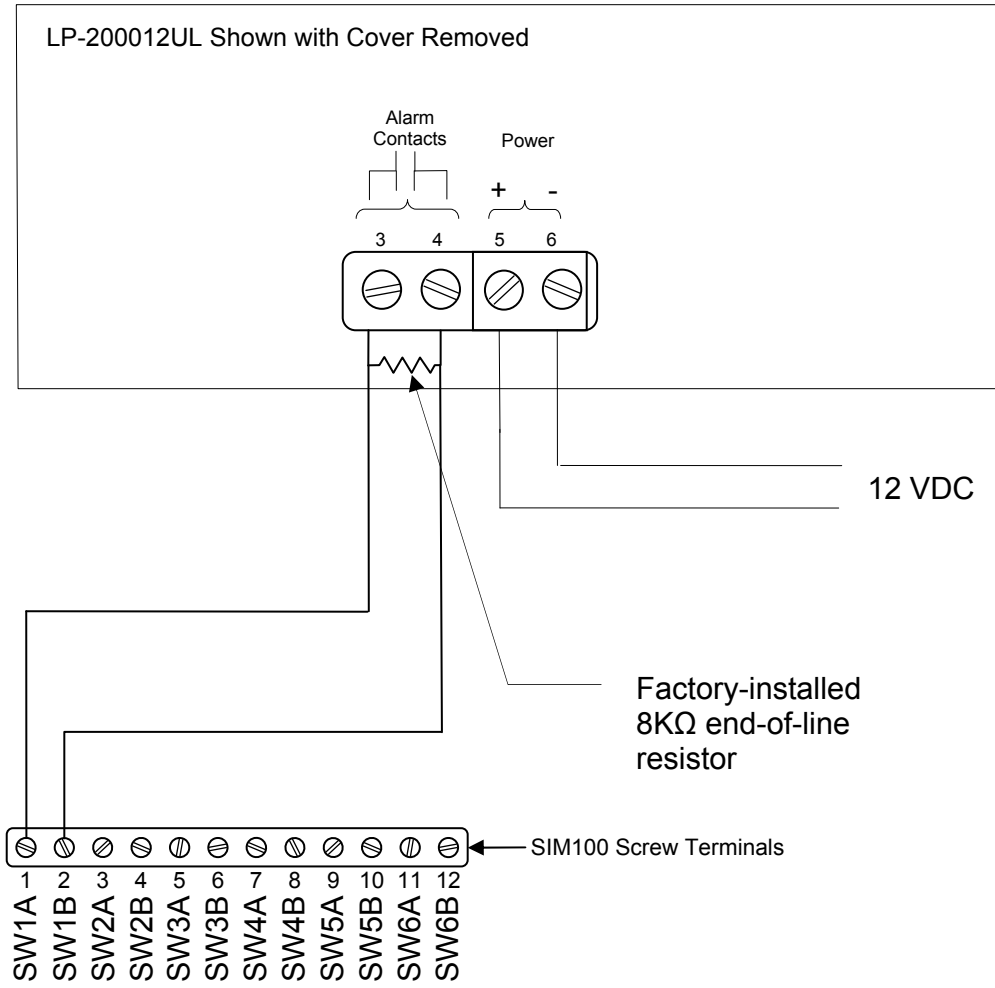 LP-200012UL Shown with Cover Removed
Alarm
Contacts
Power
+ -
3 4 5 6
12 VDC
Factory-installed
8KΩ end-of-line
resistor
SIM100 Screw Terminals
1 2 3 4 5 6 7 8 9 10 11 12
SW1A
SW1B
SW2A
SW2B
SW3A
SW3B
SW4A
SW4B
SW5A
SW5B
SW6A
SW6B